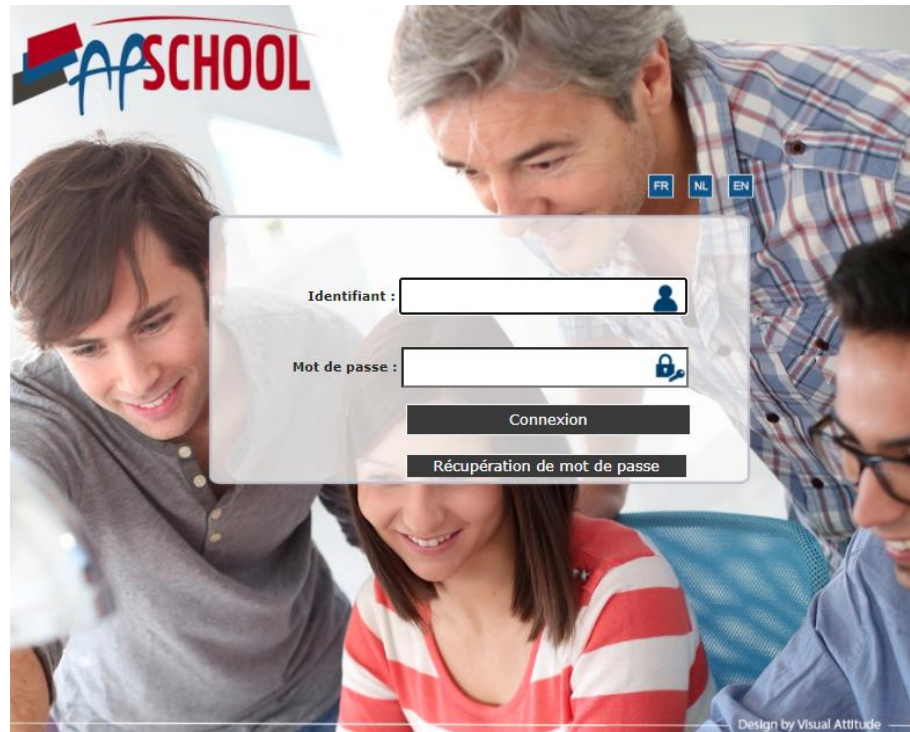 APSCHOOL
FR NL EN
Identifiant :
Mot de passe :
Connexion
Récupération de mot de passe
Design by Visual Attitude